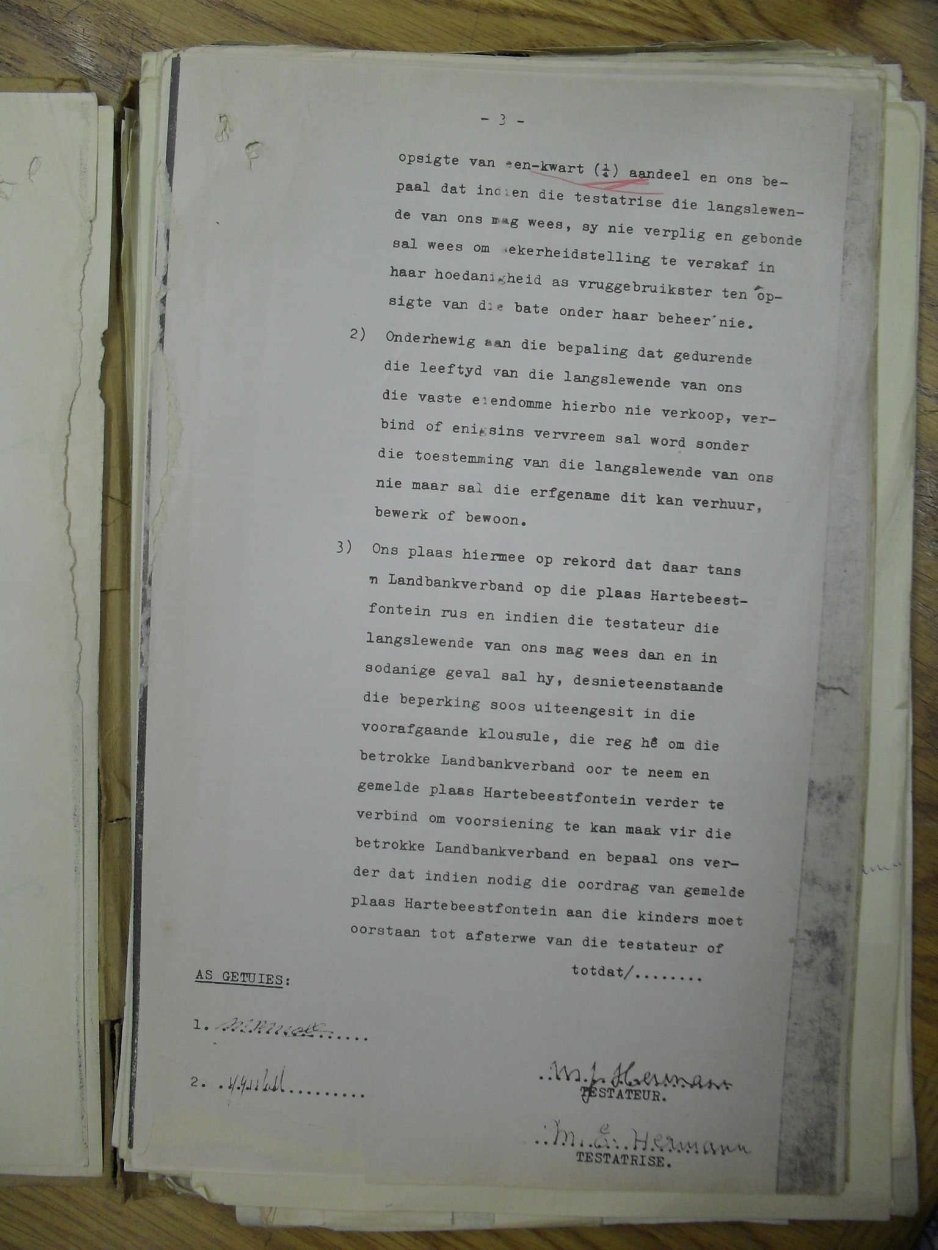 - 3 -
opsigte van een-kwart (¼) aandeel en ons be-
paal dat indien die testatrise die langslewen-
de van ons mag wees, sy nie verplig en gebonde
sal wees om sekerheidstelling te verskaf in
haar hoedanigheid as vruggebruikster ten op-
sigte van die bate onder haar beheer nie.
2) Onderhewig aan die bepaling dat gedurende
die leeftyd van die langslewende van ons
die vaste eiendomme hierbo nie verkoop, ver-
bind of enigsins vervreem sal word sonder
die toestemming van die langslewende van ons
nie maar sal die erfgename dit kan verhuur,
bewerk of bewoon.
3) Ons plaas hiermee op rekord dat daar tans
'n Landbankverband op die plaas Hartebeest-
fontein rus en indien die testateur die
langslewende van ons mag wees dan en in
sodanige geval sal hy, desnieteenstaande
die beperking soos uiteengesit in die
voorafgaande klousule, die reg hê om die
betrokke Landbankverband oor te neem en
gemelde plaas Hartebeestfontein verder te
verbind om voorsiening te kan maak vir die
betrokke Landbankverband en bepaal ons ver-
der dat indien nodig die oordrag van gemelde
plaas Hartebeestfontein aan die kinders moet
oorstaan tot afsterwe van die testateur of
totdat/........
AS GETUIES:
1.
2.
M. J. Hermann
TESTATEUR.
M. E. Hermann
TESTATRISE.